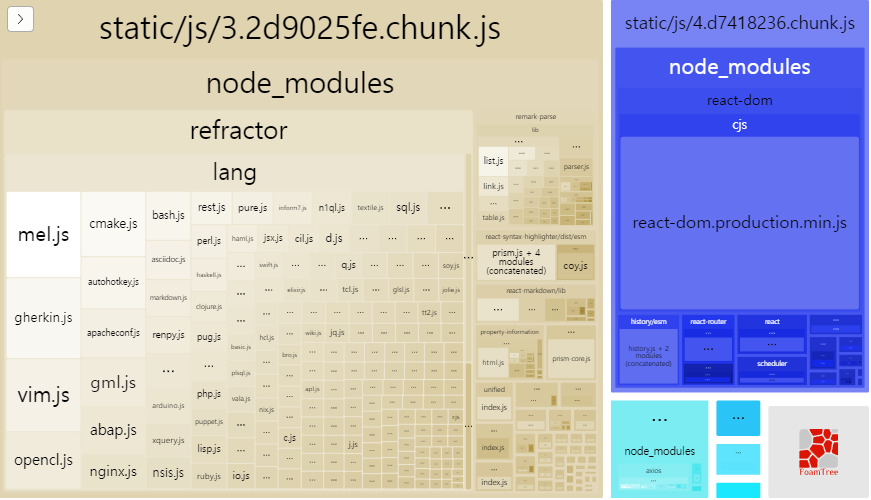 static/js/3.2d9025fe.chunk.js
node_modules
refractor
lang
mel.js
gherkin.js
vim.js
opencl.js
cmake.js
autohotkey.js
apacheconf.js
gml.js
abap.js
nginx.js
bash.js
asciidoc.js
markdown.js
renpy.js
...
arduino.js
xquery.js
nsis.js
rest.js
pure.js
inform7.js
n1ql.js
textile.js
sql.js
...
perl.js
haml.js
jsx.js
cil.js
d.js
haskell.js
swift.js
q.js
soy.js
clojure.js
elixir.js
tcl.js
glsl.js
jolie.js
tt2.js
pug.js
hcl.js
wiki.js
jq.js
basic.js
bro.js
plsql.js
php.js
vala.js
apl.js
puppet.js
nix.js
lisp.js
c.js
j.js
ruby.js
io.js
remark-parse
lib
list.js
parser.js
link.js
table.js
react-syntax-highlighter/dist/esm
prism.js + 4
modules
(concatenated)
coy.js
react-markdown/lib
property-information
html.js
prism-core.js
unified
index.js
index.js
index.js
static/js/4.d7418236.chunk.js
node_modules
react-dom
cjs
react-dom.production.min.js
history/esm
history.js + 2
modules
(concatenated)
react-router
...
react
...
scheduler
...
node_modules
axios
...
...
FoamTree